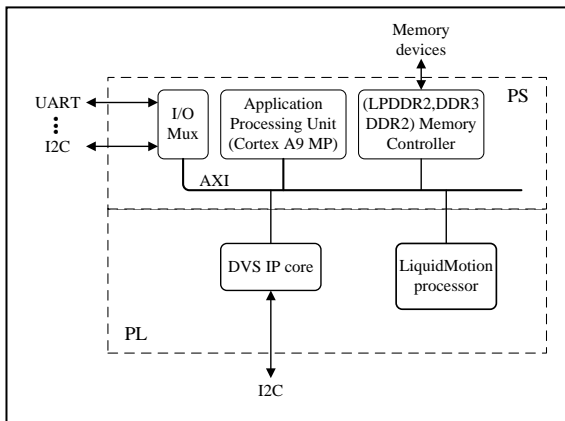 Memory
devices
PS
UART
I2C
I/O
Mux
Application
Processing Unit
(Cortex A9 MP)
(LPDDR2,DDR3
DDR2) Memory
Controller
AXI
DVS IP core
LiquidMotion
processor
PL
I2C